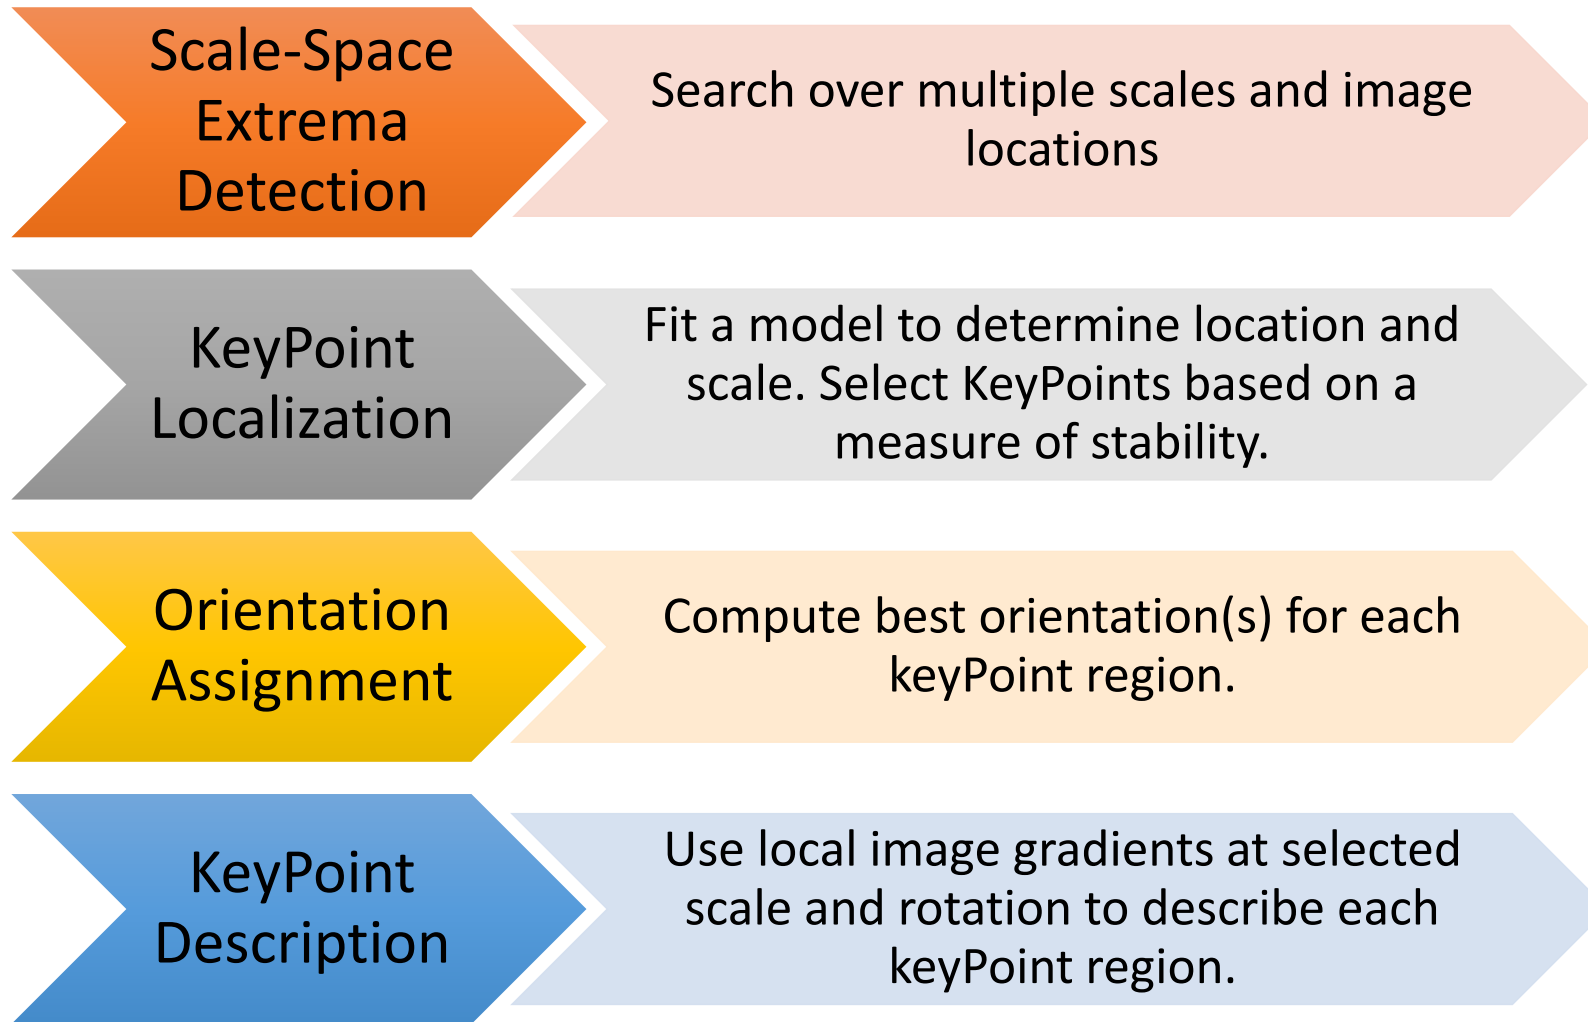 Scale-Space
Extrema
Detection
Search over multiple scales and image
locations
KeyPoint
Localization
Fit a model to determine location and
scale. Select KeyPoints based on a
measure of stability.
Orientation
Assignment
Compute best orientation(s) for each
keyPoint region.
KeyPoint
Description
Use local image gradients at selected
scale and rotation to describe each
keyPoint region.